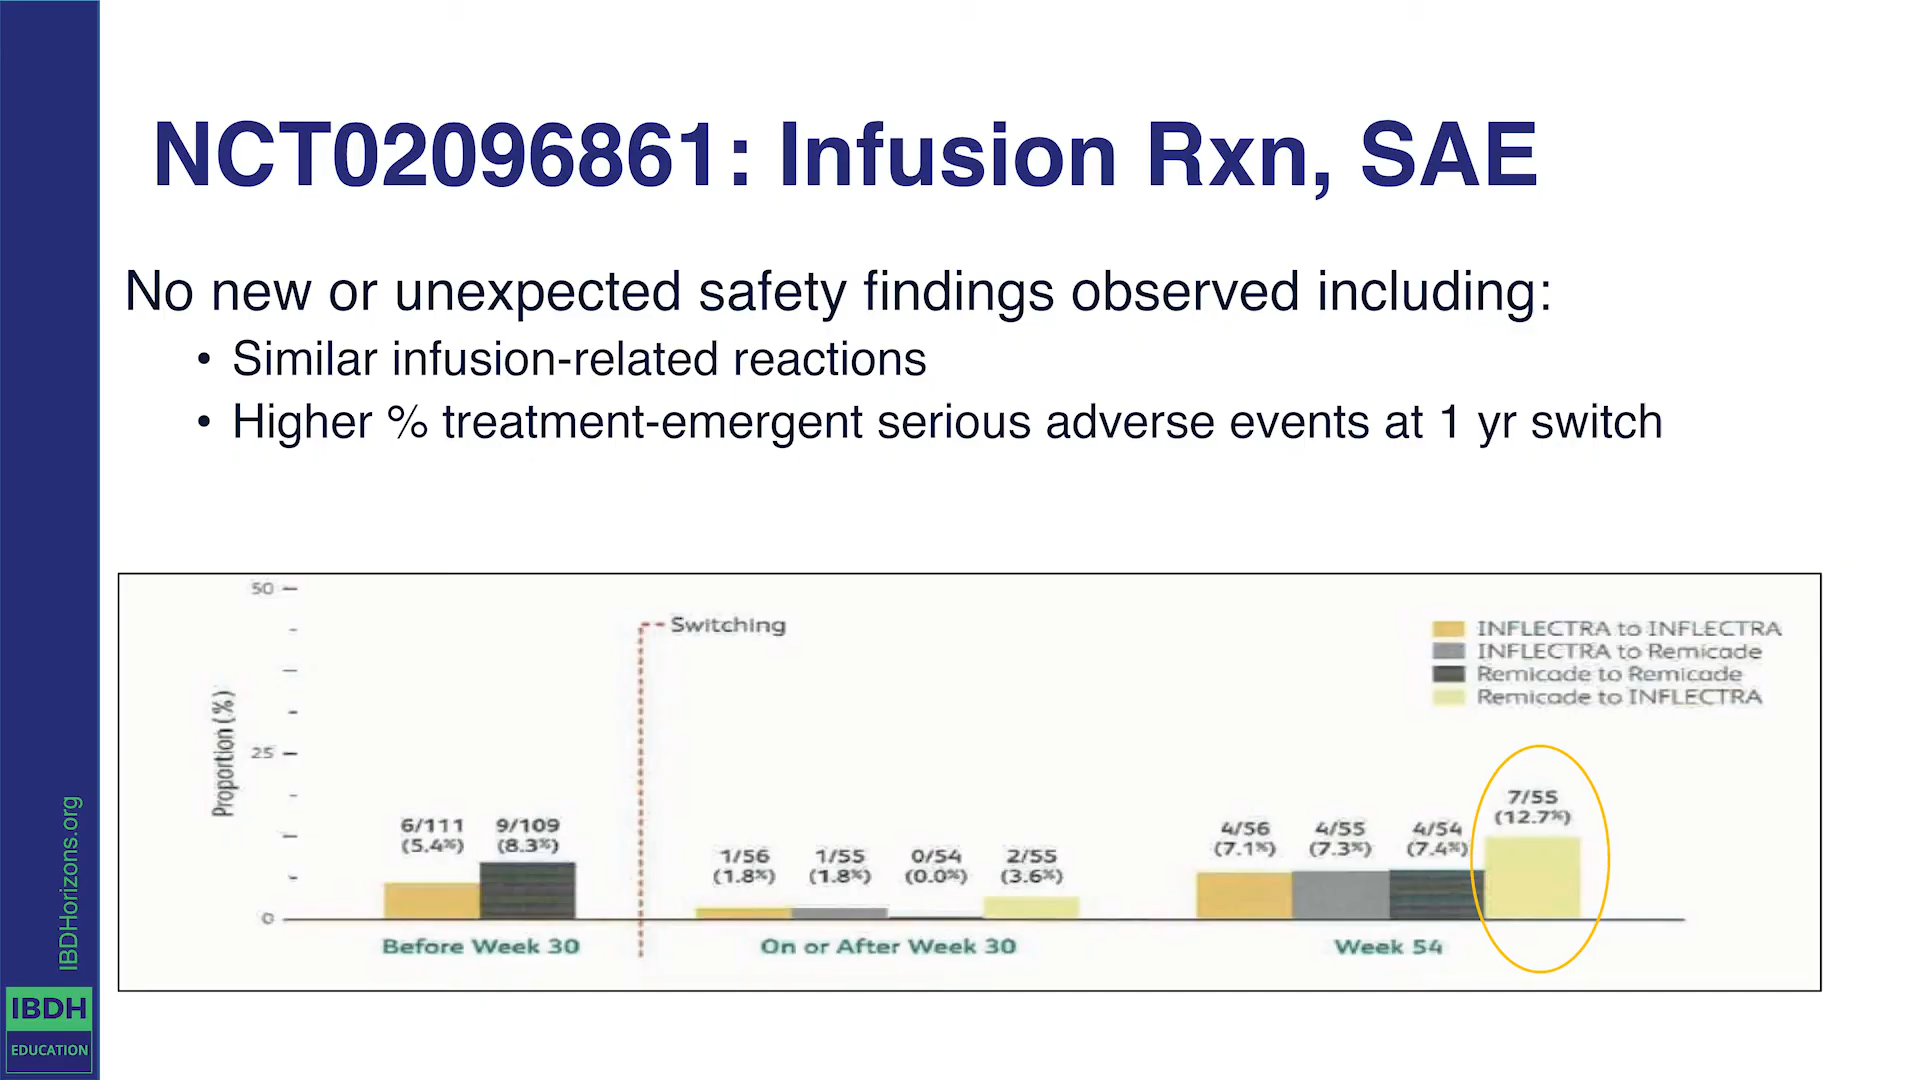 NCT02096861: Infusion Rxn, SAE
No new or unexpected safety findings observed including:
• Similar infusion-related reactions
• Higher % treatment-emergent serious adverse events at 1 yr switch
50
25
0
Proportion (%)
Switching
INFLECTRA to INFLECTRA
INFLECTRA to Remicade
Remicade to Remicade
Remicade to INFLECTRA
6/111
(5.4%)
9/109
(8.3%)
1/56
(1.8%)
1/55
(1.8%)
0/54
(0.0%)
2/55
(3.6%)
4/56
(7.1%)
4/55
(7.3%)
4/54
(7.4%)
7/55
(12.7%)
Before Week 30
On or After Week 30
Week 54
IBDHorizons.org
IBDH
EDUCATION